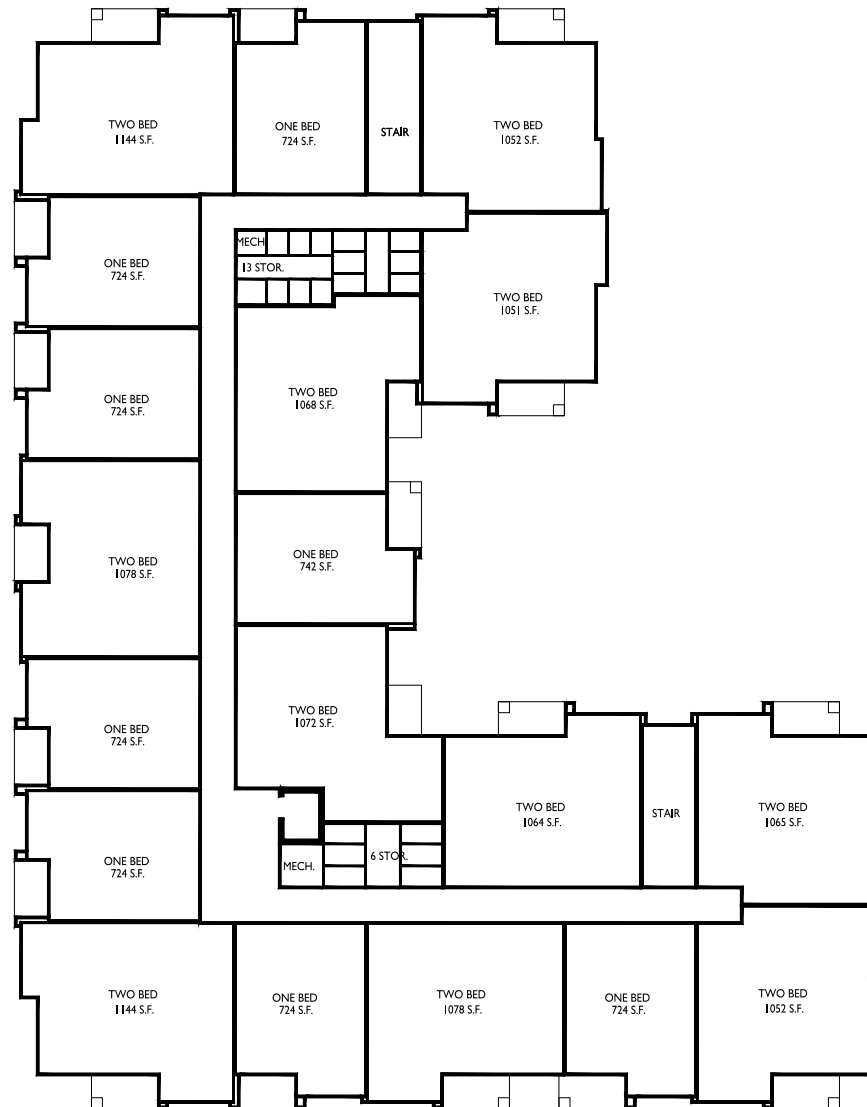 TWO BED
1144 S.F.
ONE BED
724 S.F.
STAIR
TWO BED
1052 S.F.
ONE BED
724 S.F.
MECH
13 STOR.
TWO BED
1051 S.F.
ONE BED
724 S.F.
TWO BED
1068 S.F.
TWO BED
1078 S.F.
ONE BED
742 S.F.
ONE BED
724 S.F.
TWO BED
1072 S.F.
ONE BED
724 S.F.
TWO BED
1064 S.F.
STAIR
TWO BED
1065 S.F.
MECH.
6 STOR.
TWO BED
1144 S.F.
ONE BED
724 S.F.
TWO BED
1078 S.F.
ONE BED
724 S.F.
TWO BED
1052 S.F.